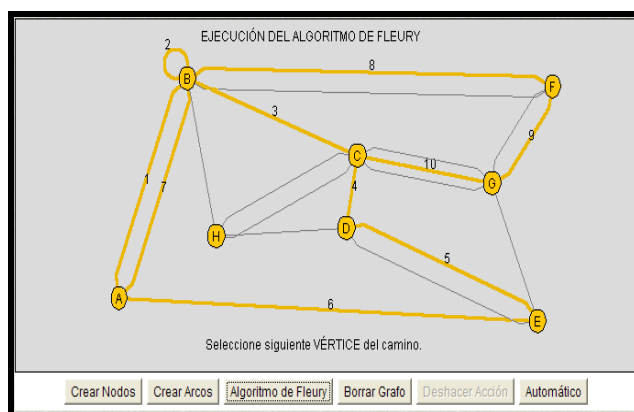 EJECUCIÓN DEL ALGORITMO DE FLEURY
2
B
8
F
3
9
C
10
G
1
7
4
H
D
5
A
6
E
Seleccione siguiente VÉRTICE del camino.
Crear Nodos Crear Arcos Algoritmo de Fleury Borrar Grafo Deshacer Acción Automático